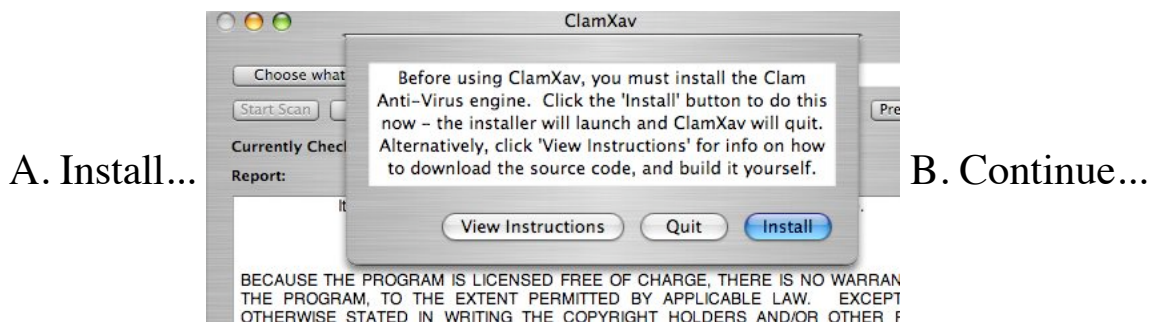 ClamXav
Choose what
Before using ClamXav, you must install the Clam
Anti-Virus engine. Click the 'Install' button to do this
now – the installer will launch and ClamXav will quit.
Alternatively, click 'View Instructions' for info on how
to download the source code, and build it yourself.
Start Scan
Pre
Currently Chec
Report:
A. Install...
B. Continue...
It
View Instructions
Quit
Install
BECAUSE THE PROGRAM IS LICENSED FREE OF CHARGE, THERE IS NO WARRAN
THE PROGRAM, TO THE EXTENT PERMITTED BY APPLICABLE LAW. EXCEPT
OTHERWISE STATED IN WRITING THE COPYRIGHT HOLDERS AND/OR OTHER P